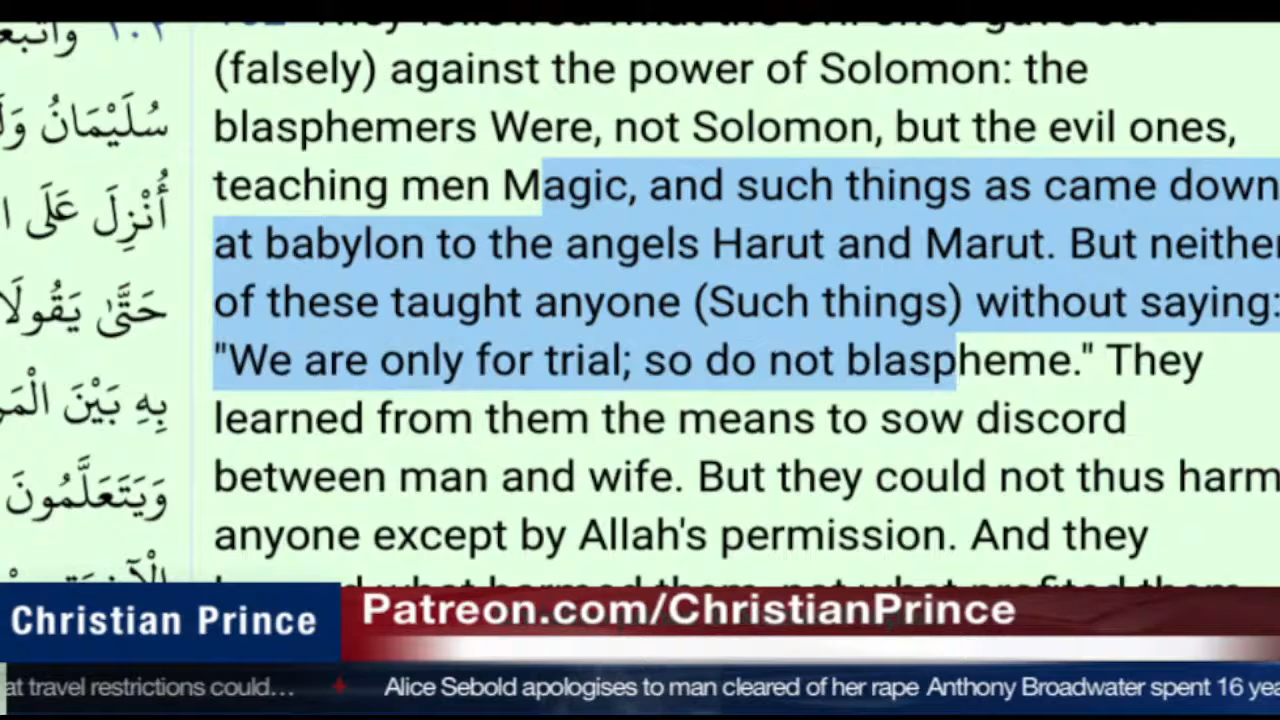 (falsely) against the power of Solomon: the
blasphemers Were, not Solomon, but the evil ones,
teaching men Magic, and such things as came down
at babylon to the angels Harut and Marut. But neither
of these taught anyone (Such things) without saying:
"We are only for trial; so do not blaspheme." They
learned from them the means to sow discord
between man and wife. But they could not thus harm
anyone except by Allah's permission. And they
سُلَيْمَانُ
أُنْزِلَ عَلَى
حَتَّىٰ يَقُولَا
بِهِ بَيْنَ
وَيَتَعَلَّمُونَ
Christian Prince
Patreon.com/ChristianPrince
at travel restrictions could... Alice Sebold apologises to man cleared of her rape Anthony Broadwater spent 16